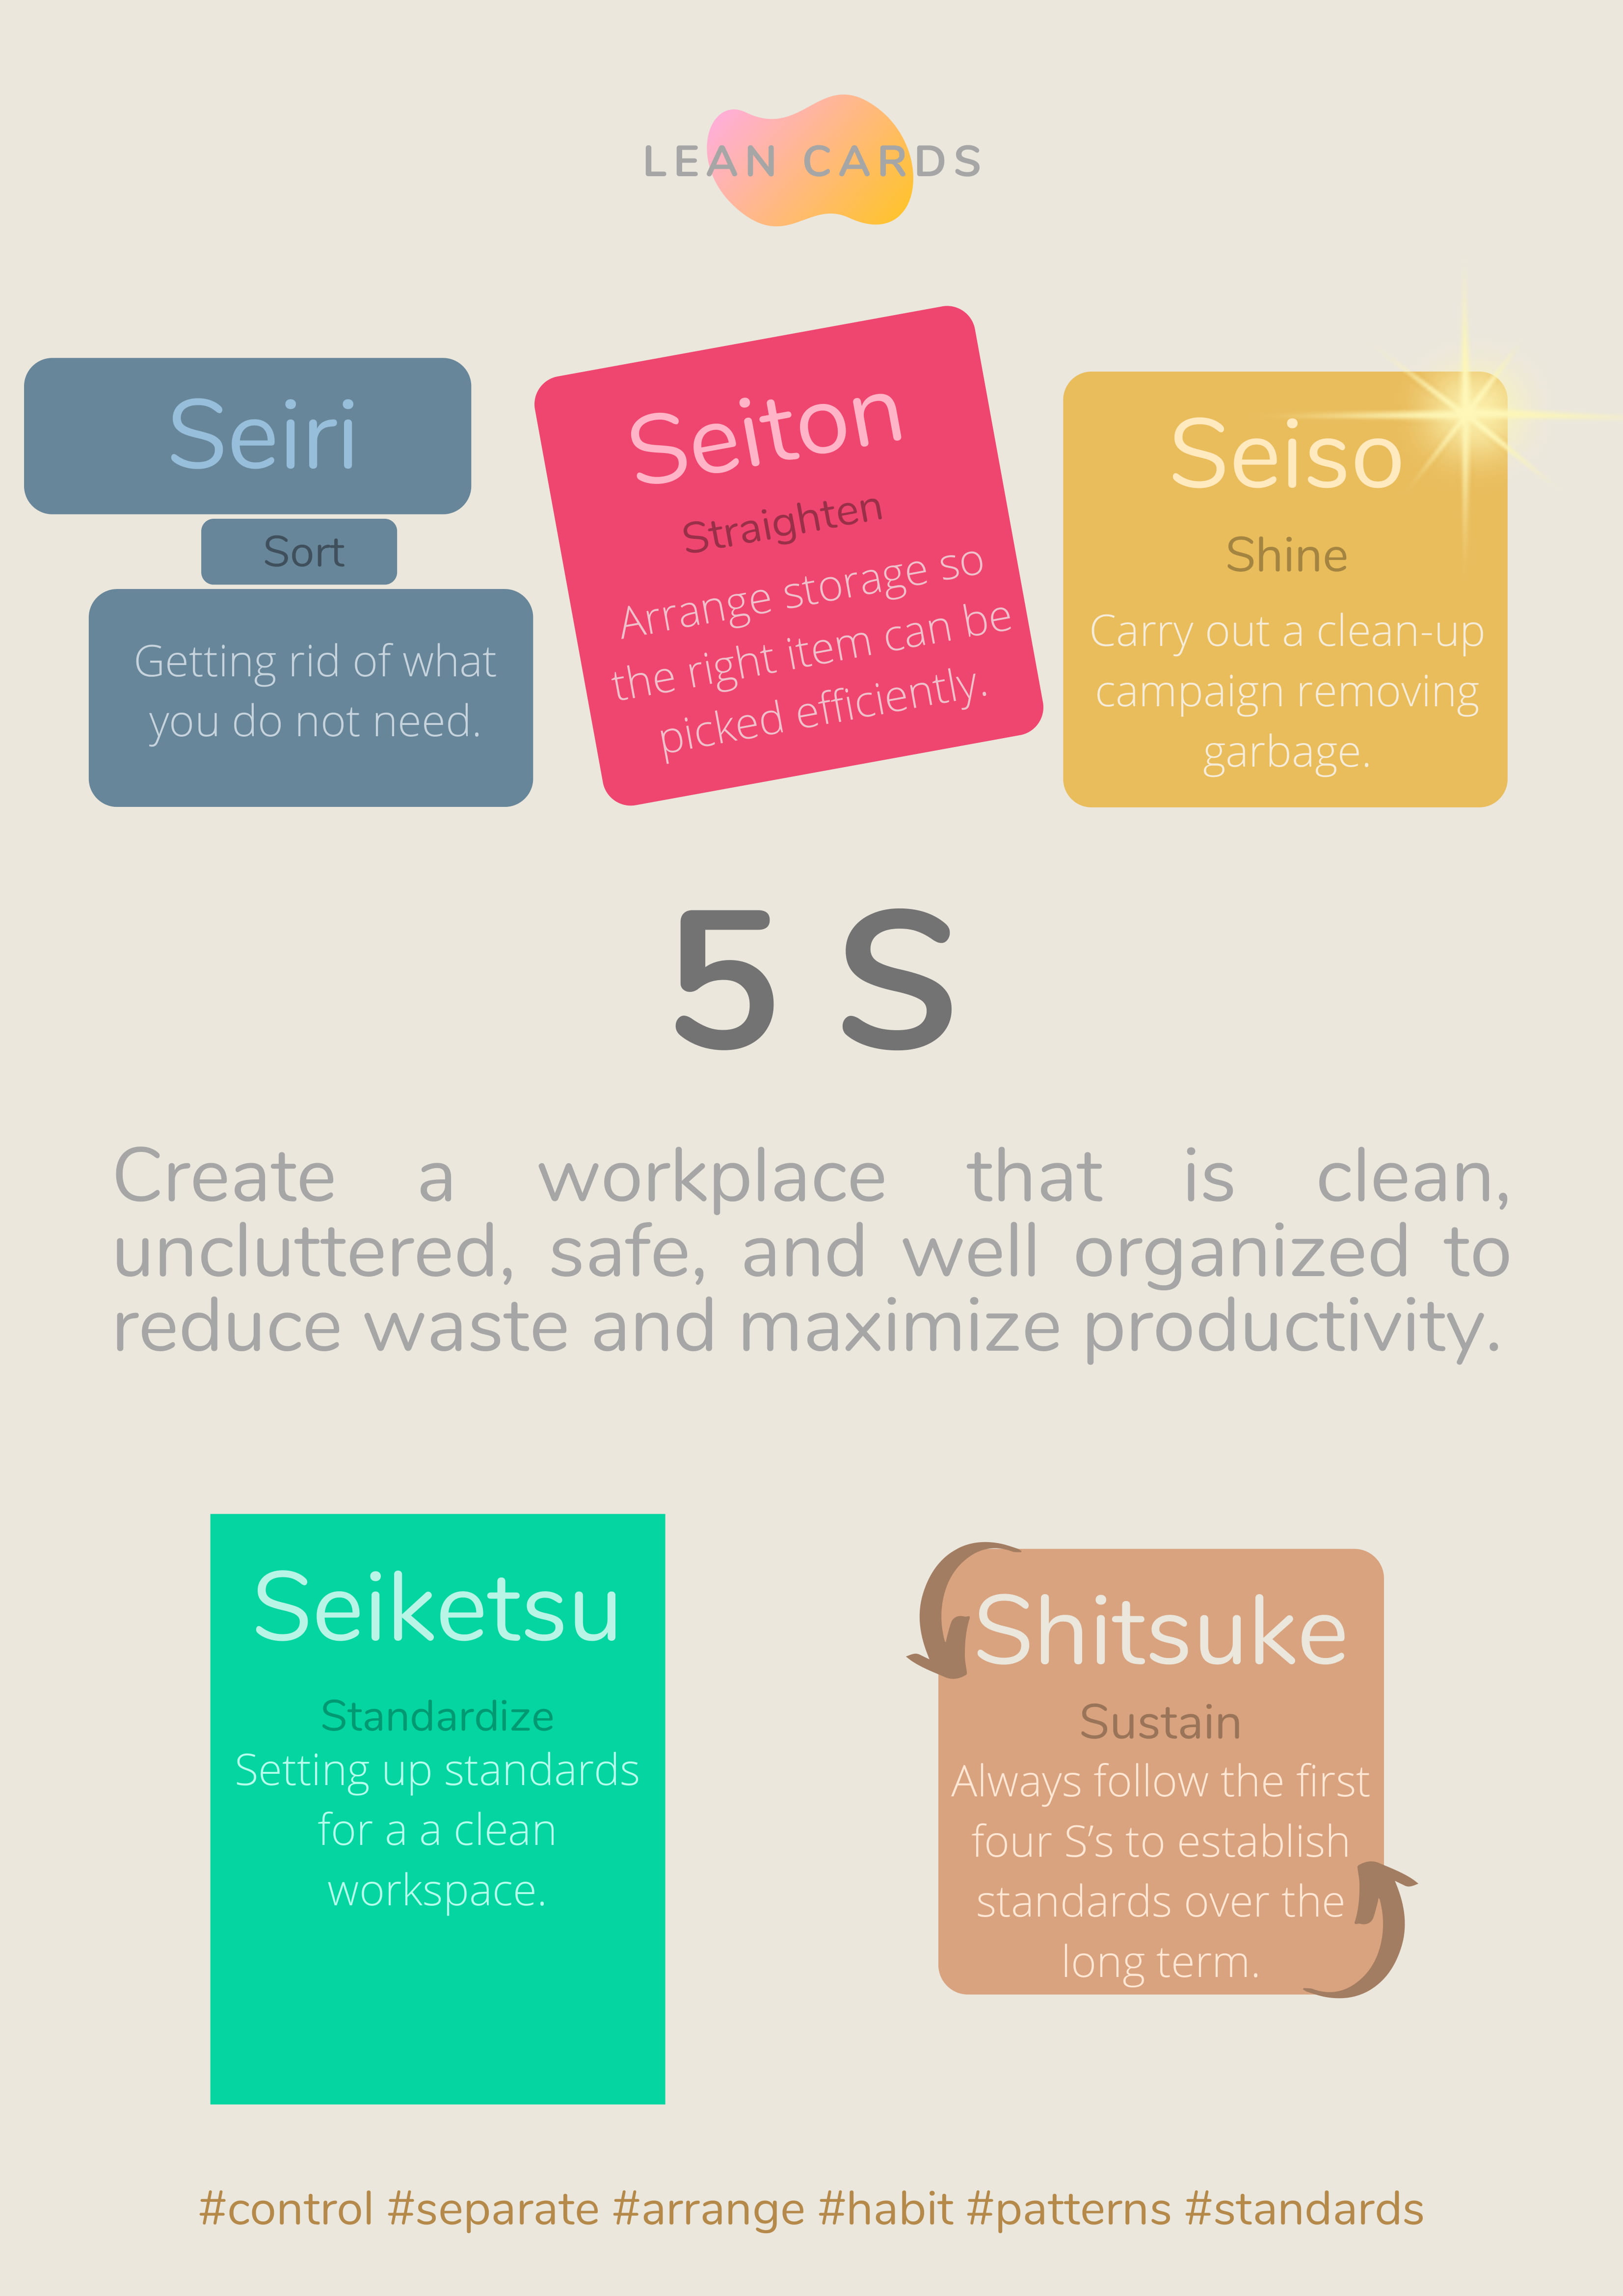 LEAN CARDS
Seiri
Sort
Getting rid of what
you do not need.
Seiton
Straighten
Arrange storage so
the right item can be
picked efficiently.
Seiso
Shine
Carry out a clean-up
campaign removing
garbage.
5 S
Create a workplace that is clean,
uncluttered, safe, and well organized to
reduce waste and maximize productivity.
Seiketsu
Standardize
Setting up standards
for a a clean
workspace.
Shitsuke
Sustain
Always follow the first
four S’s to establish
standards over the
long term.
#control #separate #arrange #habit #patterns #standards